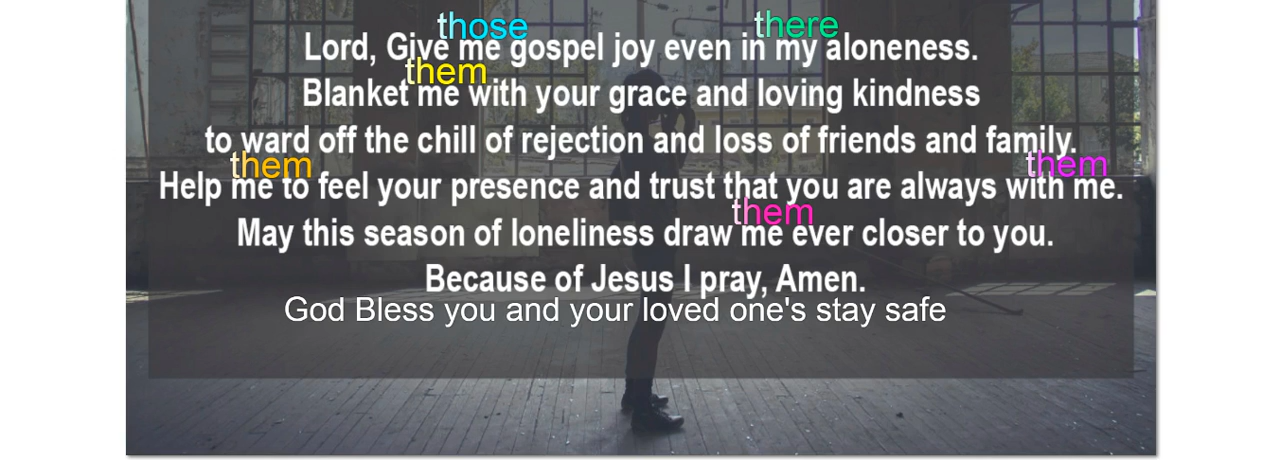 those there
Lord, Give me gospel joy even in my aloneness.
them
Blanket me with your grace and loving kindness
to ward off the chill of rejection and loss of friends and family.
them them
Help me to feel your presence and trust that you are always with me.
them
May this season of loneliness draw me ever closer to you.
Because of Jesus I pray, Amen.
God Bless you and your loved one's stay safe